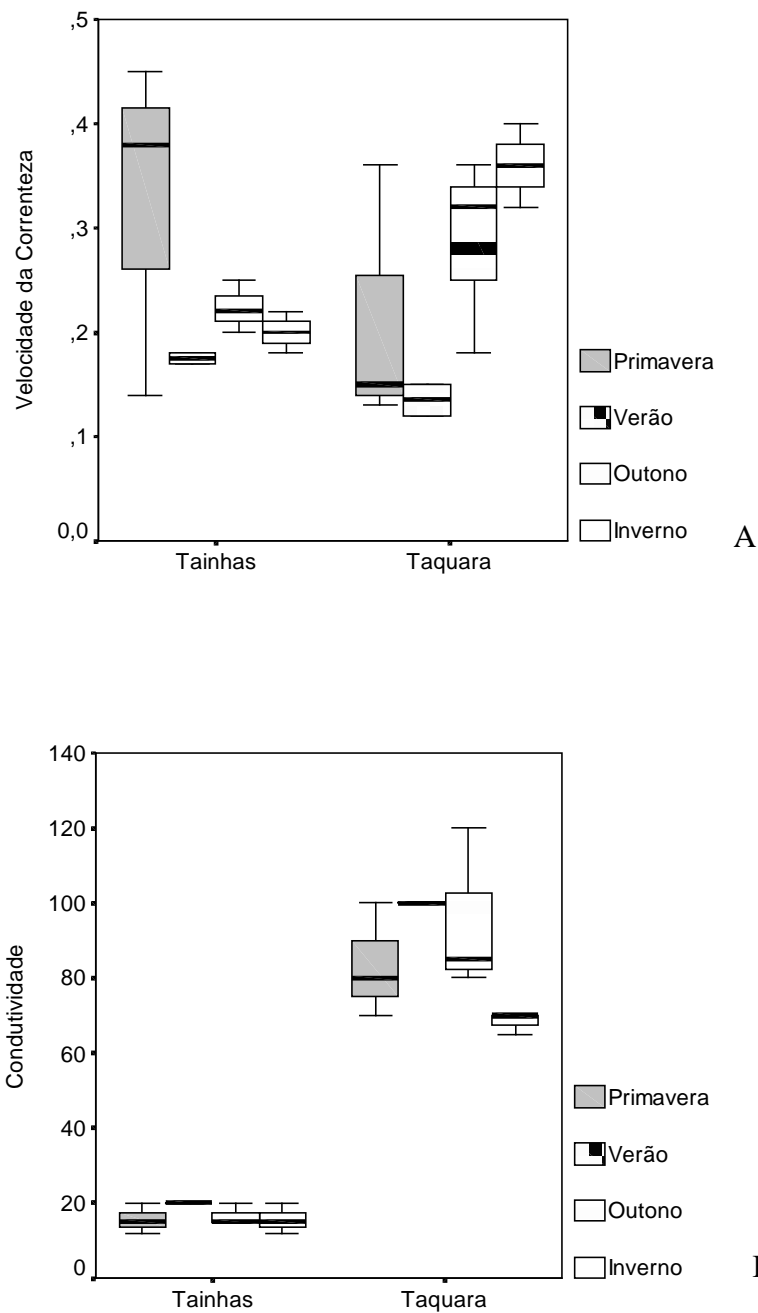 ,5
,4
,3
,2
,1
0,0
Velocidade da Correnteza
Tainhas Taquara
Primavera
Verão
Outono
Inverno
A
140
120
100
80
60
40
20
0
Condutividade
Tainhas Taquara
Primavera
Verão
Outono
Inverno